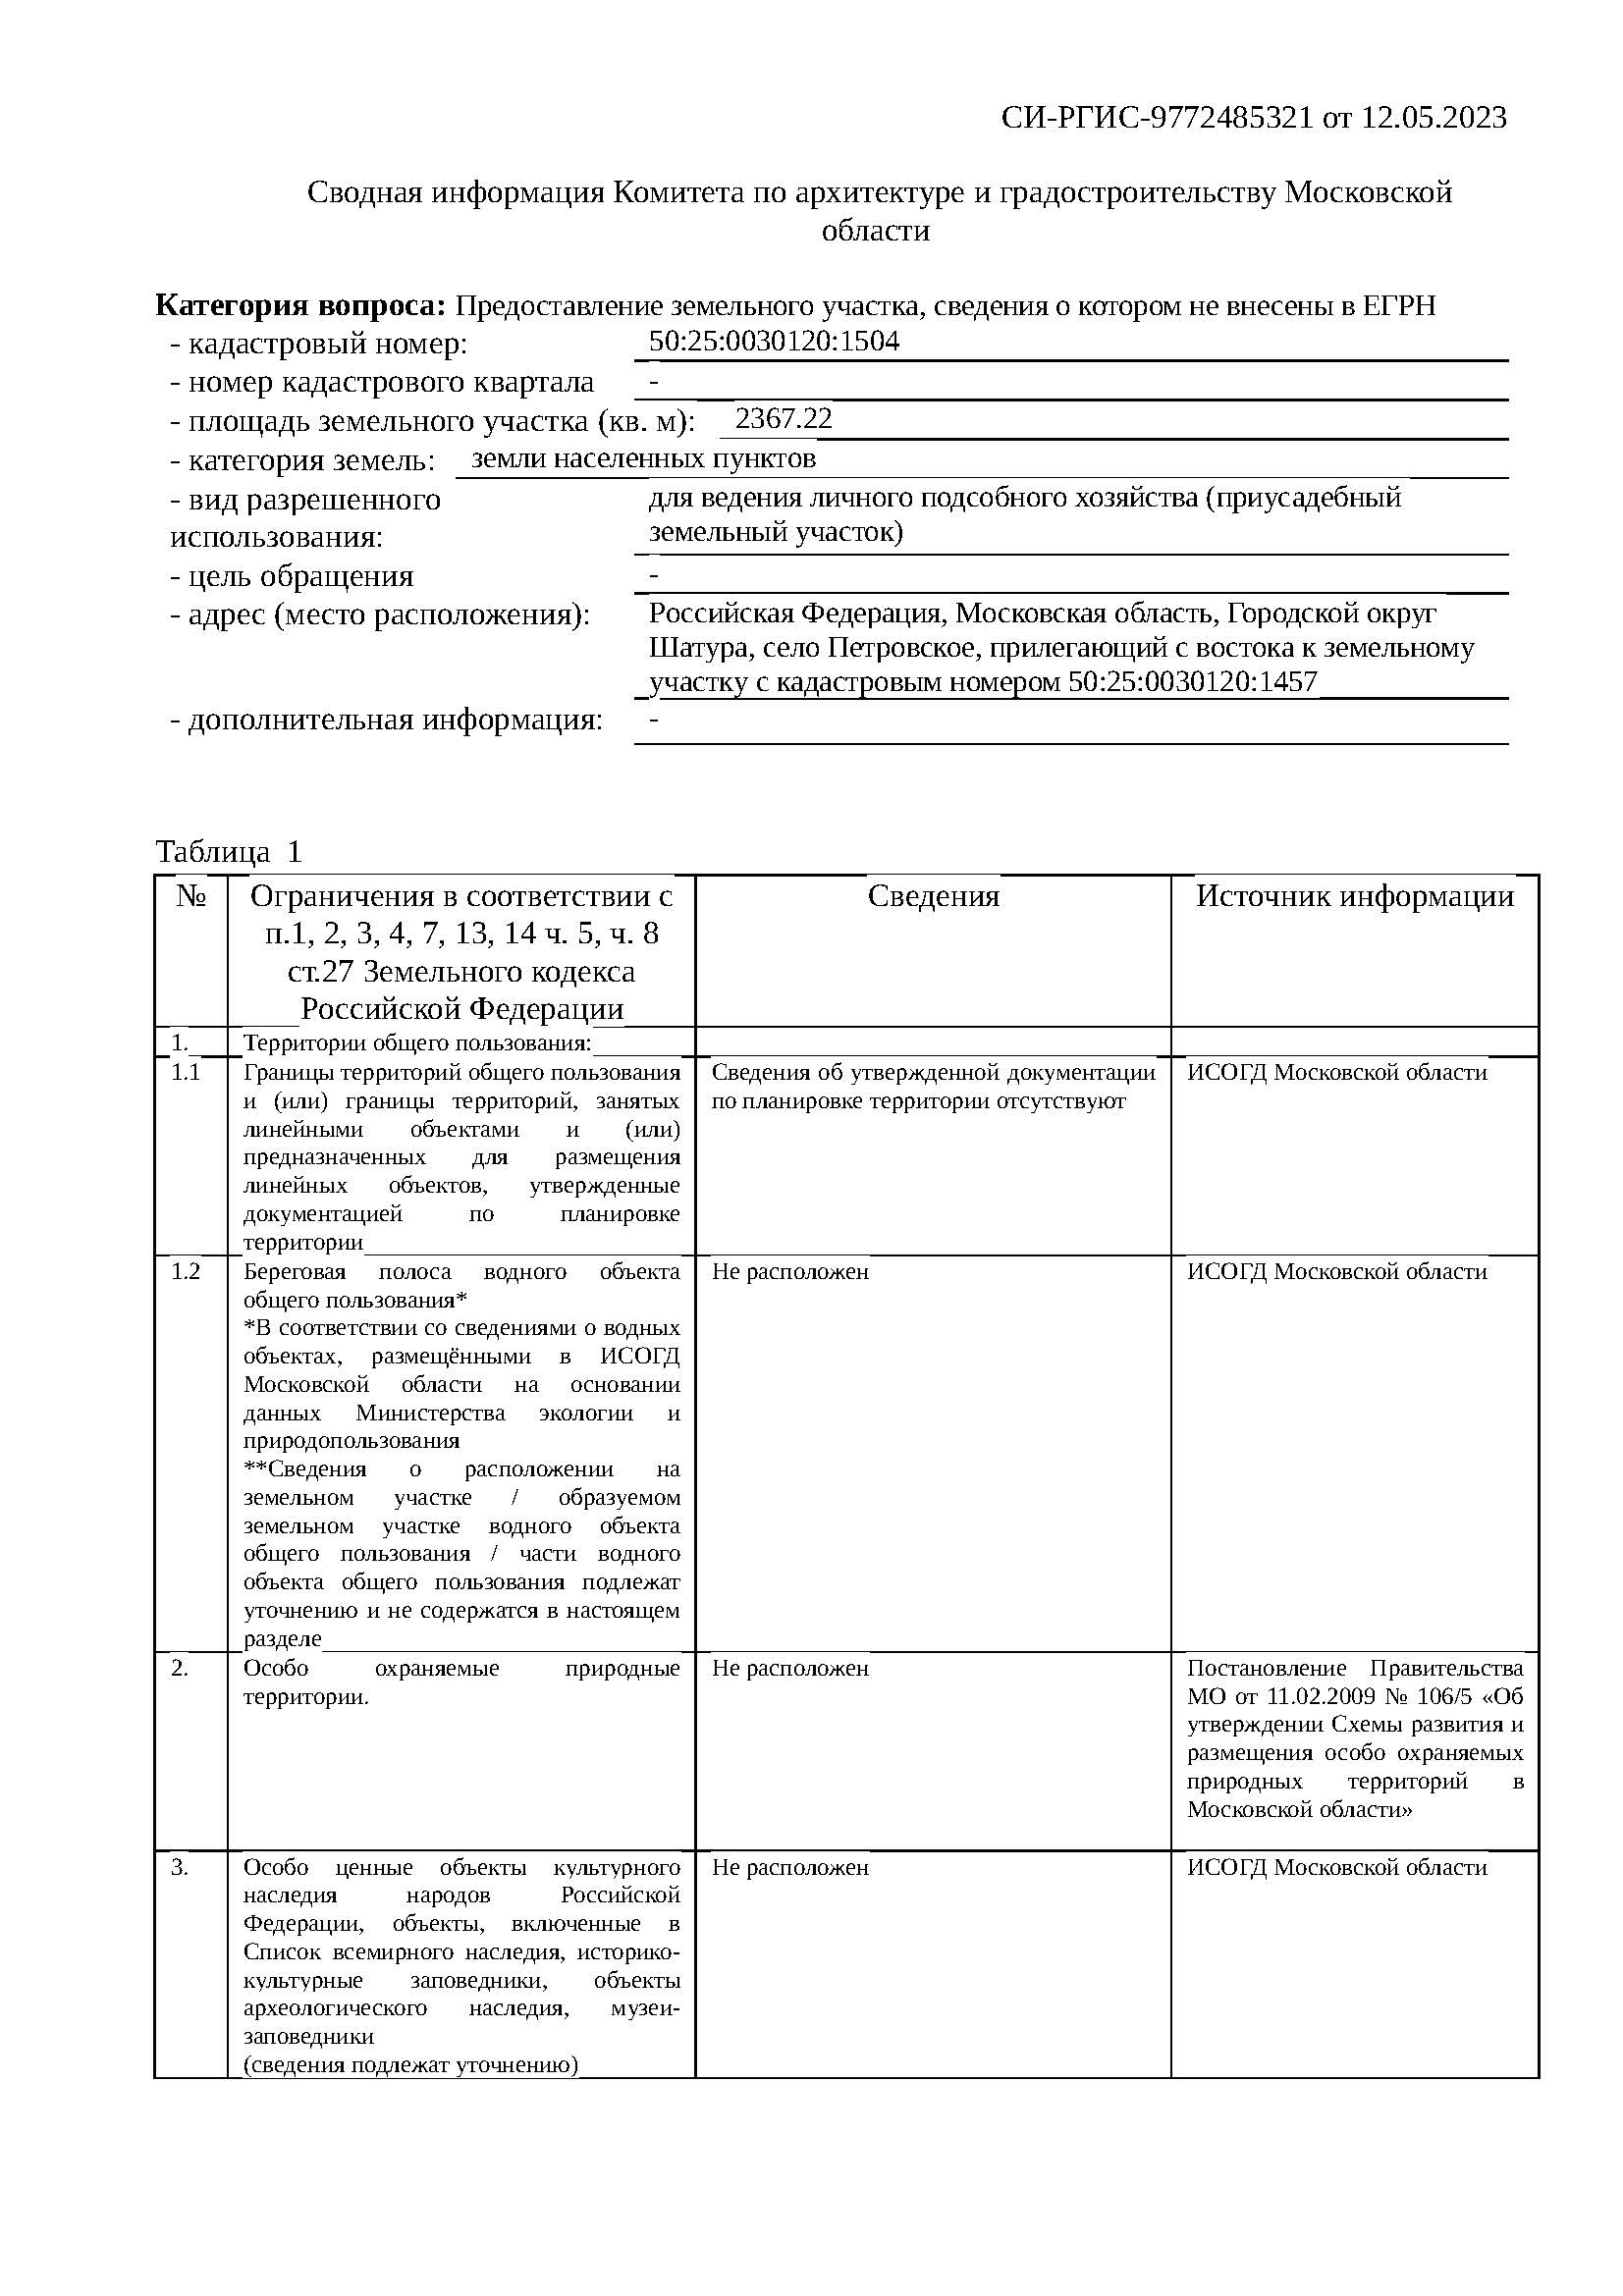 СИ-РГИС-9772485321 от 12.05.2023
Сводная информация Комитета по архитектуре и градостроительству Московской
области
Категория вопроса: Предоставление земельного участка, сведения о котором не внесены в ЕГРН
- кадастровый номер: 50:25:0030120:1504
- номер кадастрового квартала -
- площадь земельного участка (кв. м): 2367.22
- категория земель: земли населенных пунктов
- вид разрешенного
использования:
для ведения личного подсобного хозяйства (приусадебный
земельный участок)
- цель обращения -
- адрес (место расположения): Российская Федерация, Московская область, Городской округ
Шатура, село Петровское, прилегающий с востока к земельному
участку с кадастровым номером 50:25:0030120:1457
- дополнительная информация: -
Таблица 1
№
Ограничения в соответствии с
п.1, 2, 3, 4, 7, 13, 14 ч. 5, ч. 8
ст.27 Земельного кодекса
Российской Федерации
Сведения
Источник информации
1.
Территории общего пользования:
1.1
Границы территорий общего пользования
и (или) границы территорий, занятых
линейными объектами и (или)
предназначенных для размещения
линейных объектов, утвержденные
документацией по планировке
территории
Сведения об утвержденной документации
по планировке территории отсутствуют
ИСОГД Московской области
1.2
Береговая полоса водного объекта
общего пользования*
*В соответствии со сведениями о водных
объектах, размещёнными в ИСОГД
Московской области на основании
данных Министерства экологии и
природопользования
**Сведения о расположении на
земельном участке / образуемом
земельном участке водного объекта
общего пользования / части водного
объекта общего пользования подлежат
уточнению и не содержатся в настоящем
разделе
Не расположен
ИСОГД Московской области
2.
Особо охраняемые природные
территории.
Не расположен
Постановление Правительства
МО от 11.02.2009 № 106/5 «Об
утверждении Схемы развития и
размещения особо охраняемых
природных территорий в
Московской области»
3.
Особо ценные объекты культурного
наследия народов Российской
Федерации, объекты, включенные в
Список всемирного наследия, историко-
культурные заповедники, объекты
археологического наследия, музеи-
заповедники
(сведения подлежат уточнению)
Не расположен
ИСОГД Московской области